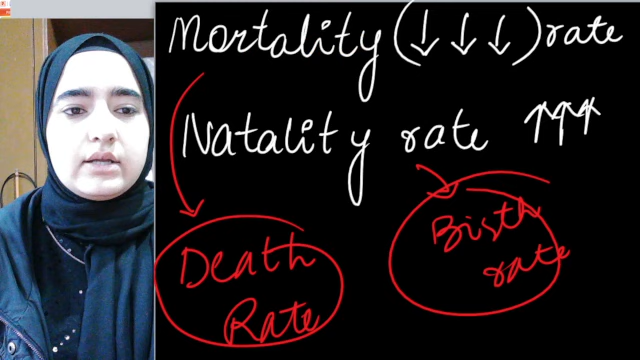 Mortality (↓ ↓ ↓) rate
Natality rate ↑↑↑
Death
Rate
Birth
rate